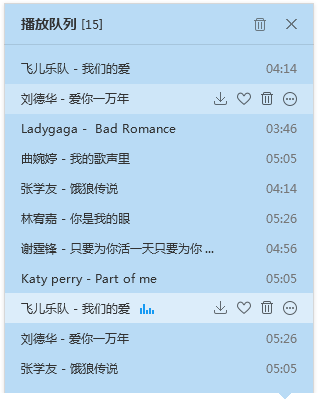 播放队列 [15]
飞儿乐队 - 我们的爱 04:14
刘德华 - 爱你一万年
Ladygaga - Bad Romance 03:46
曲婉婷 - 我的歌声里 05:05
张学友 - 饿狼传说 04:14
林宥嘉 - 你是我的眼 05:26
谢霆锋 - 只要为你活一天只要为你 ... 04:56
Katy perry - Part of me 05:05
飞儿乐队 - 我们的爱
刘德华 - 爱你一万年 05:26
张学友 - 饿狼传说 05:05